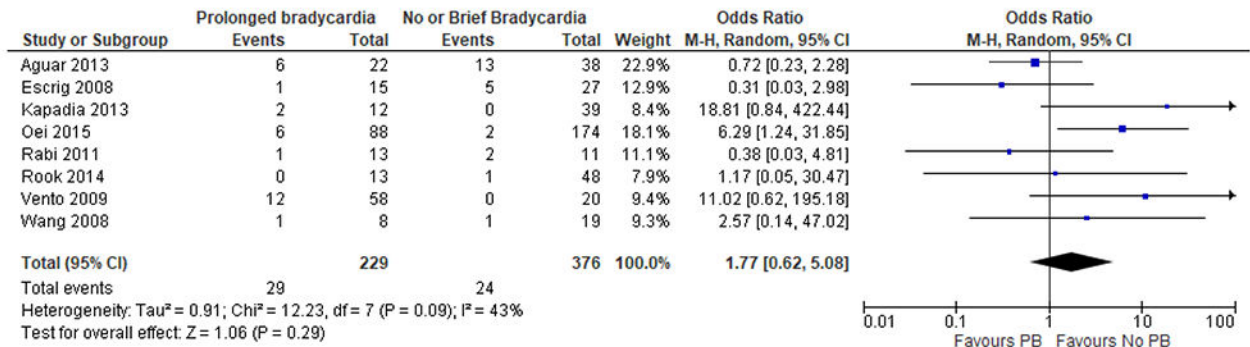 Prolonged bradycardia No or Brief Bradycardia Odds Ratio Odds Ratio
Study or Subgroup Events Total Events Total Weight M-H, Random, 95% CI M-H, Random, 95% CI
Aguar 2013 6 22 13 38 22.9% 0.72 [0.23, 2.28]
Escrig 2008 1 15 5 27 12.9% 0.31 [0.03, 2.98]
Kapadia 2013 2 12 0 39 8.4% 18.81 [0.84, 422.44]
Oei 2015 6 88 2 174 18.1% 6.29 [1.24, 31.85]
Rabi 2011 1 13 2 11 11.1% 0.38 [0.03, 4.81]
Rook 2014 0 13 1 48 7.9% 1.17 [0.05, 30.47]
Vento 2009 12 58 0 20 9.4% 11.02 [0.62, 195.18]
Wang 2008 1 8 1 19 9.3% 2.57 [0.14, 47.02]
Total (95% CI) 229 376 100.0% 1.77 [0.62, 5.08]
Total events 29 24
Heterogeneity: Tau² = 0.91; Chi² = 12.23, df = 7 (P = 0.09); I² = 43%
Test for overall effect: Z = 1.06 (P = 0.29)
0.01 0.1 1 10 100
Favours PB Favours No PB